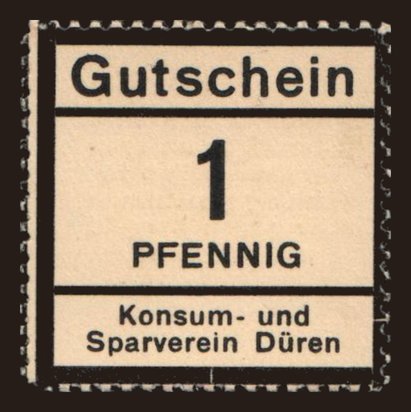 Gutschein
1
PFENNIG
Konsum- und
Sparverein Düren